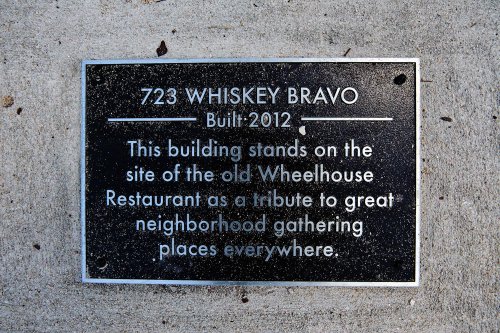 723 WHISKEY BRAVO
Built 2012
This building stands on the
site of the old Wheelhouse
Restaurant as a tribute to great
neighborhood gathering
places everywhere.